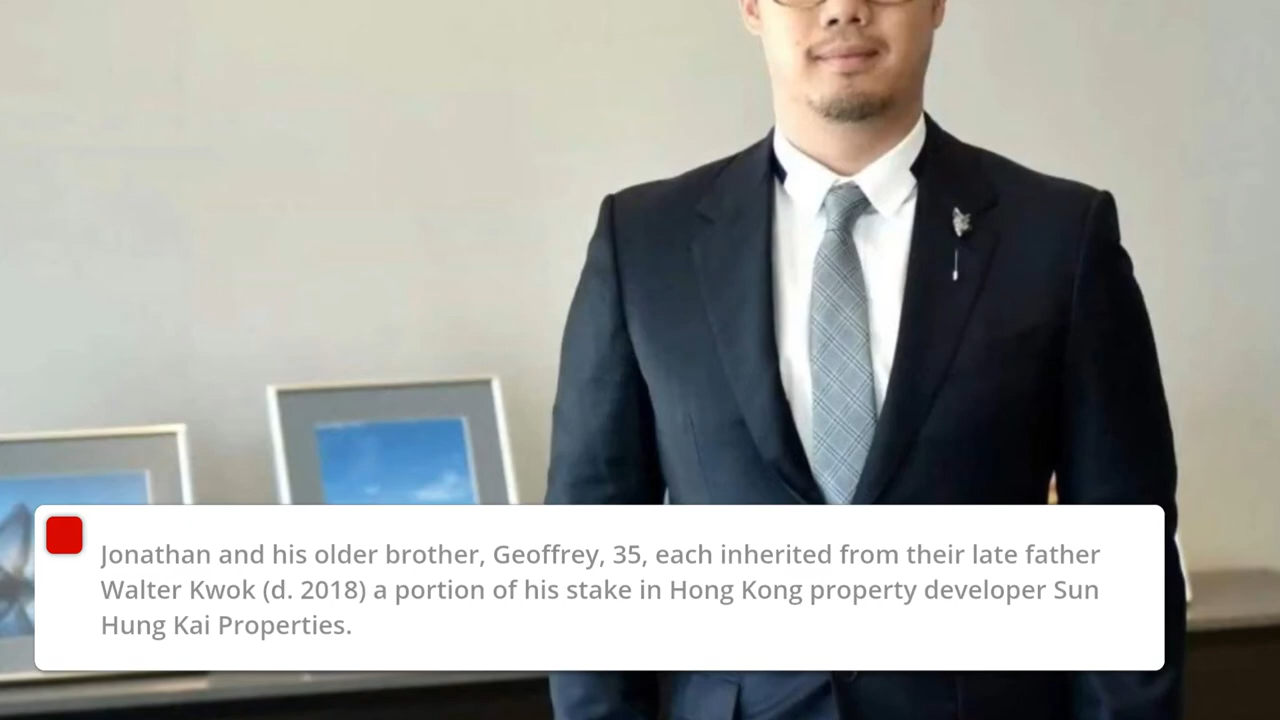 Jonathan and his older brother, Geoffrey, 35, each inherited from their late father
Walter Kwok (d. 2018) a portion of his stake in Hong Kong property developer Sun
Hung Kai Properties.